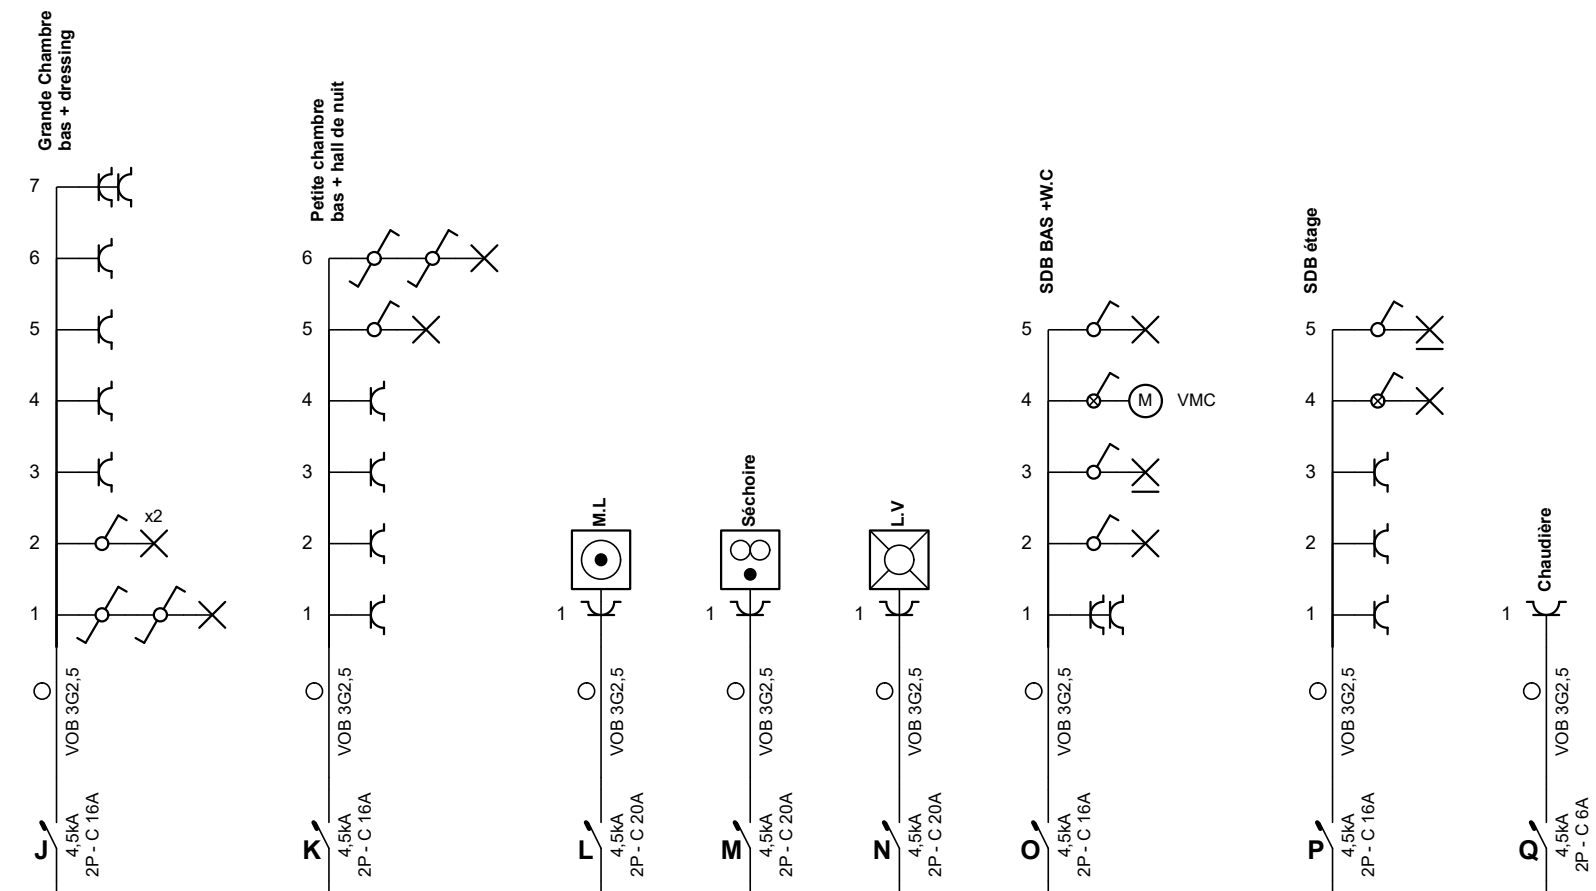 Grande Chambre
bas + dressing
7
6
5
4
3
x2
2
1
VOB 3G2,5
J
4,5kA
2P - C 16A
Petite chambre
bas + hall de nuit
6
5
4
3
2
1
VOB 3G2,5
K
4,5kA
2P - C 16A
M.L
1
VOB 3G2,5
L
4,5kA
2P - C 20A
Séchoire
1
VOB 3G2,5
M
4,5kA
2P - C 20A
L.V
1
VOB 3G2,5
N
4,5kA
2P - C 20A
SDB BAS +W.C
5
4
M
VMC
3
2
1
VOB 3G2,5
O
4,5kA
2P - C 16A
SDB étage
5
4
3
2
1
VOB 3G2,5
P
4,5kA
2P - C 16A
Chaudière
1
VOB 3G2,5
Q
4,5kA
2P - C 6A